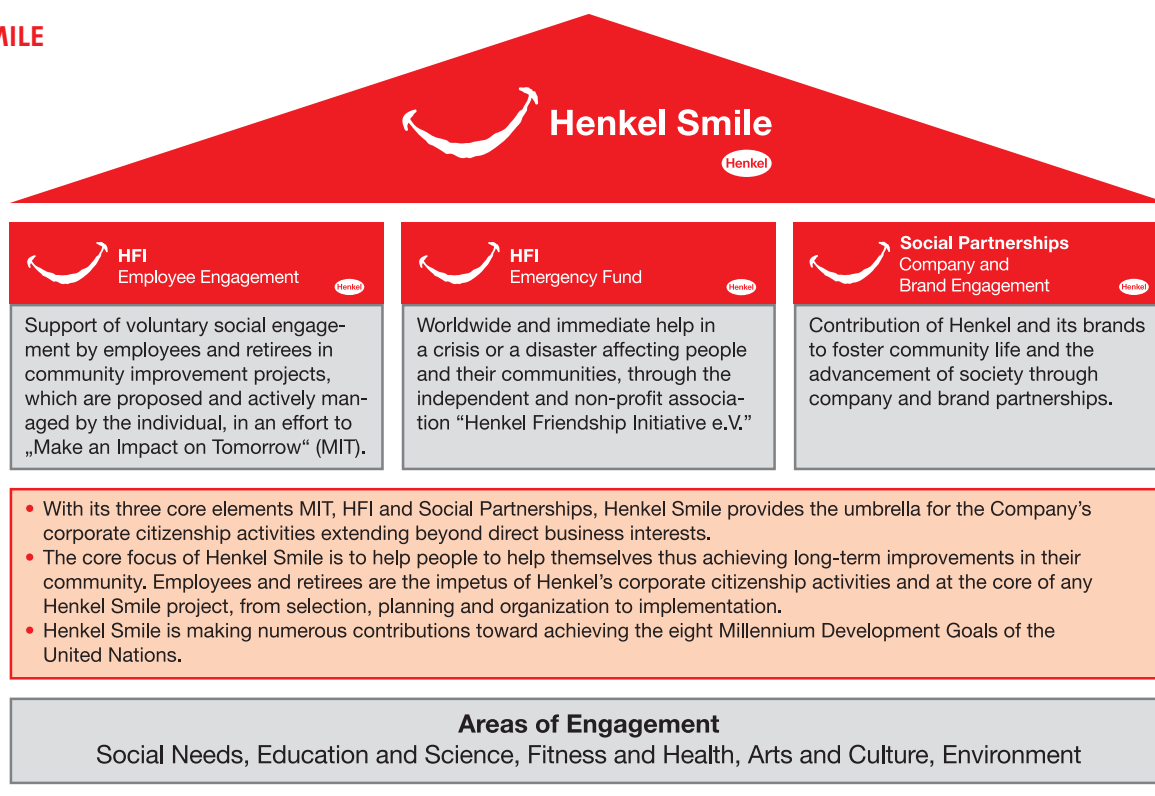 MILE
Henkel Smile
Henkel
HFI
Employee Engagement
Henkel
Support of voluntary social engage-
ment by employees and retirees in
community improvement projects,
which are proposed and actively man-
aged by the individual, in an effort to
„Make an Impact on Tomorrow“ (MIT).
HFI
Emergency Fund
Henkel
Worldwide and immediate help in
a crisis or a disaster affecting people
and their communities, through the
independent and non-profit associa-
tion “Henkel Friendship Initiative e.V.”
Social Partnerships
Company and
Brand Engagement
Henkel
Contribution of Henkel and its brands
to foster community life and the
advancement of society through
company and brand partnerships.
• With its three core elements MIT, HFI and Social Partnerships, Henkel Smile provides the umbrella for the Company’s
corporate citizenship activities extending beyond direct business interests.
• The core focus of Henkel Smile is to help people to help themselves thus achieving long-term improvements in their
community. Employees and retirees are the impetus of Henkel’s corporate citizenship activities and at the core of any
Henkel Smile project, from selection, planning and organization to implementation.
• Henkel Smile is making numerous contributions toward achieving the eight Millennium Development Goals of the
United Nations.
Areas of Engagement
Social Needs, Education and Science, Fitness and Health, Arts and Culture, Environment